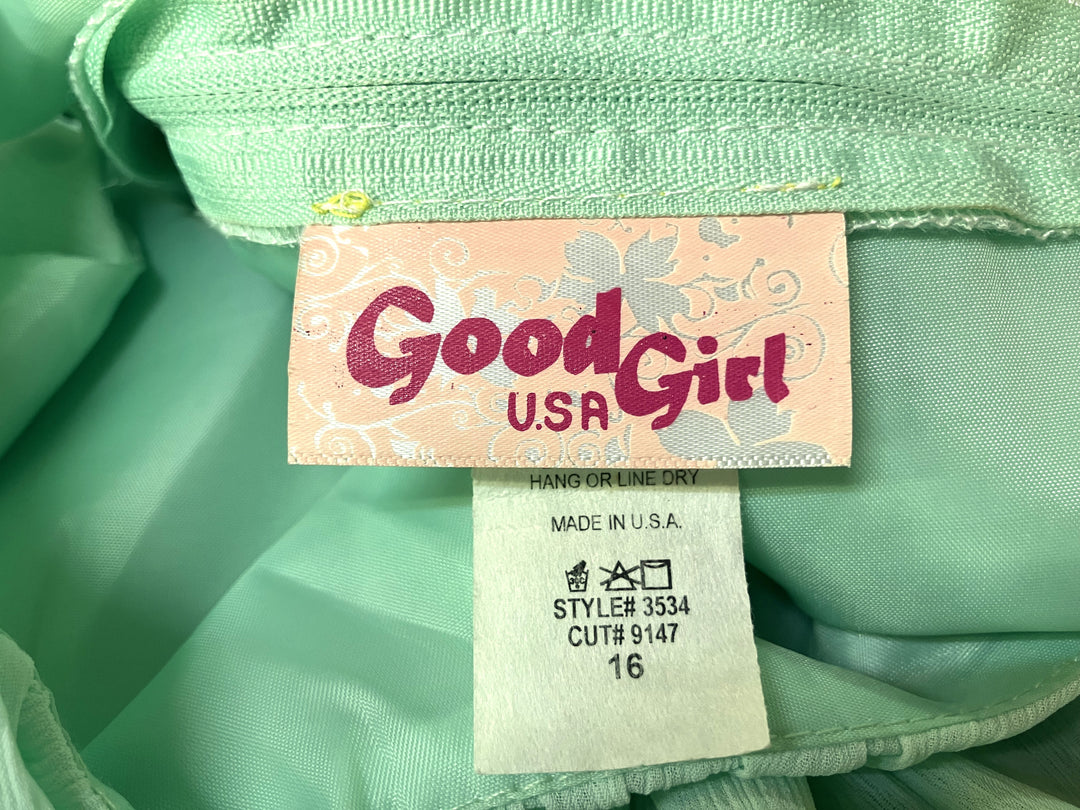 Good Girl
U.S.A
HANG OR LINE DRY
MADE IN U.S.A.
STYLE# 3534
CUT# 9147
16